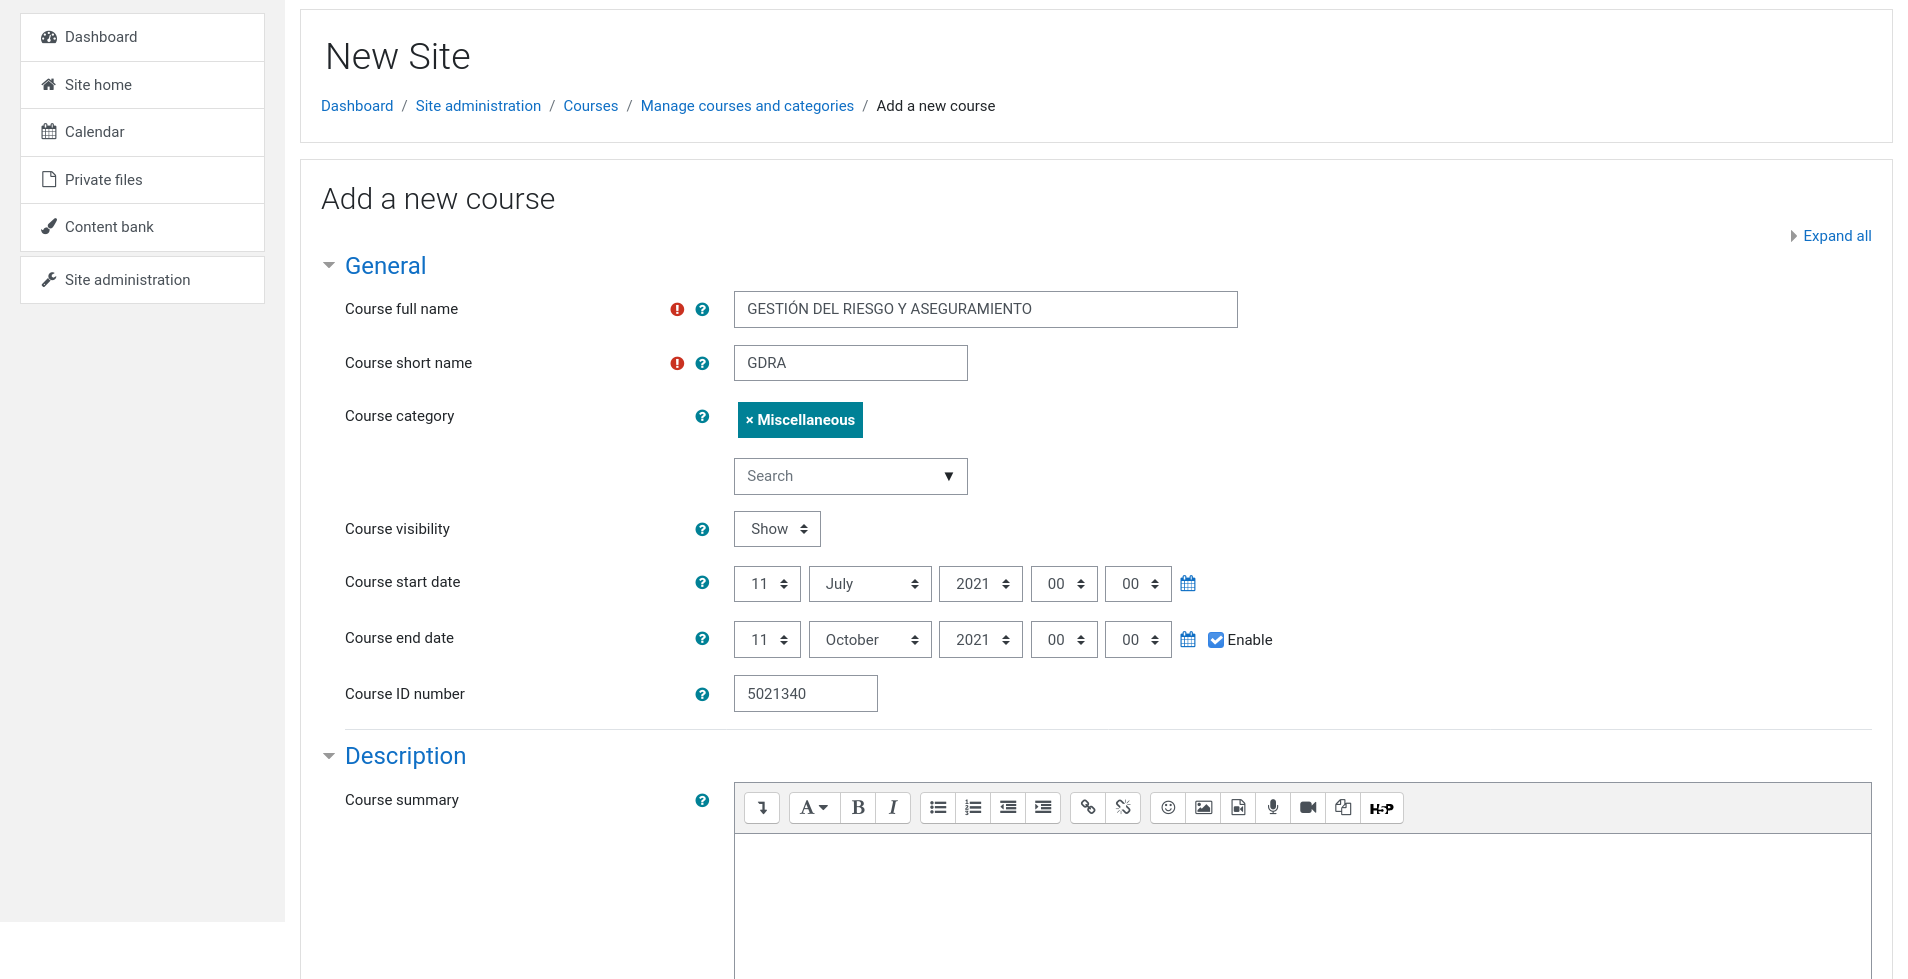 Dashboard
Site home
Calendar
Private files
Content bank
Site administration
New Site
Dashboard / Site administration / Courses / Manage courses and categories / Add a new course
Add a new course
Expand all
General
Course full name
GESTIÓN DEL RIESGO Y ASEGURAMIENTO
Course short name
GDRA
Course category
× Miscellaneous
Search
Course visibility
Show
Course start date
11 July 2021 00 00
Course end date
11 October 2021 00 00 Enable
Course ID number
5021340
Description
Course summary
A B I
H5P